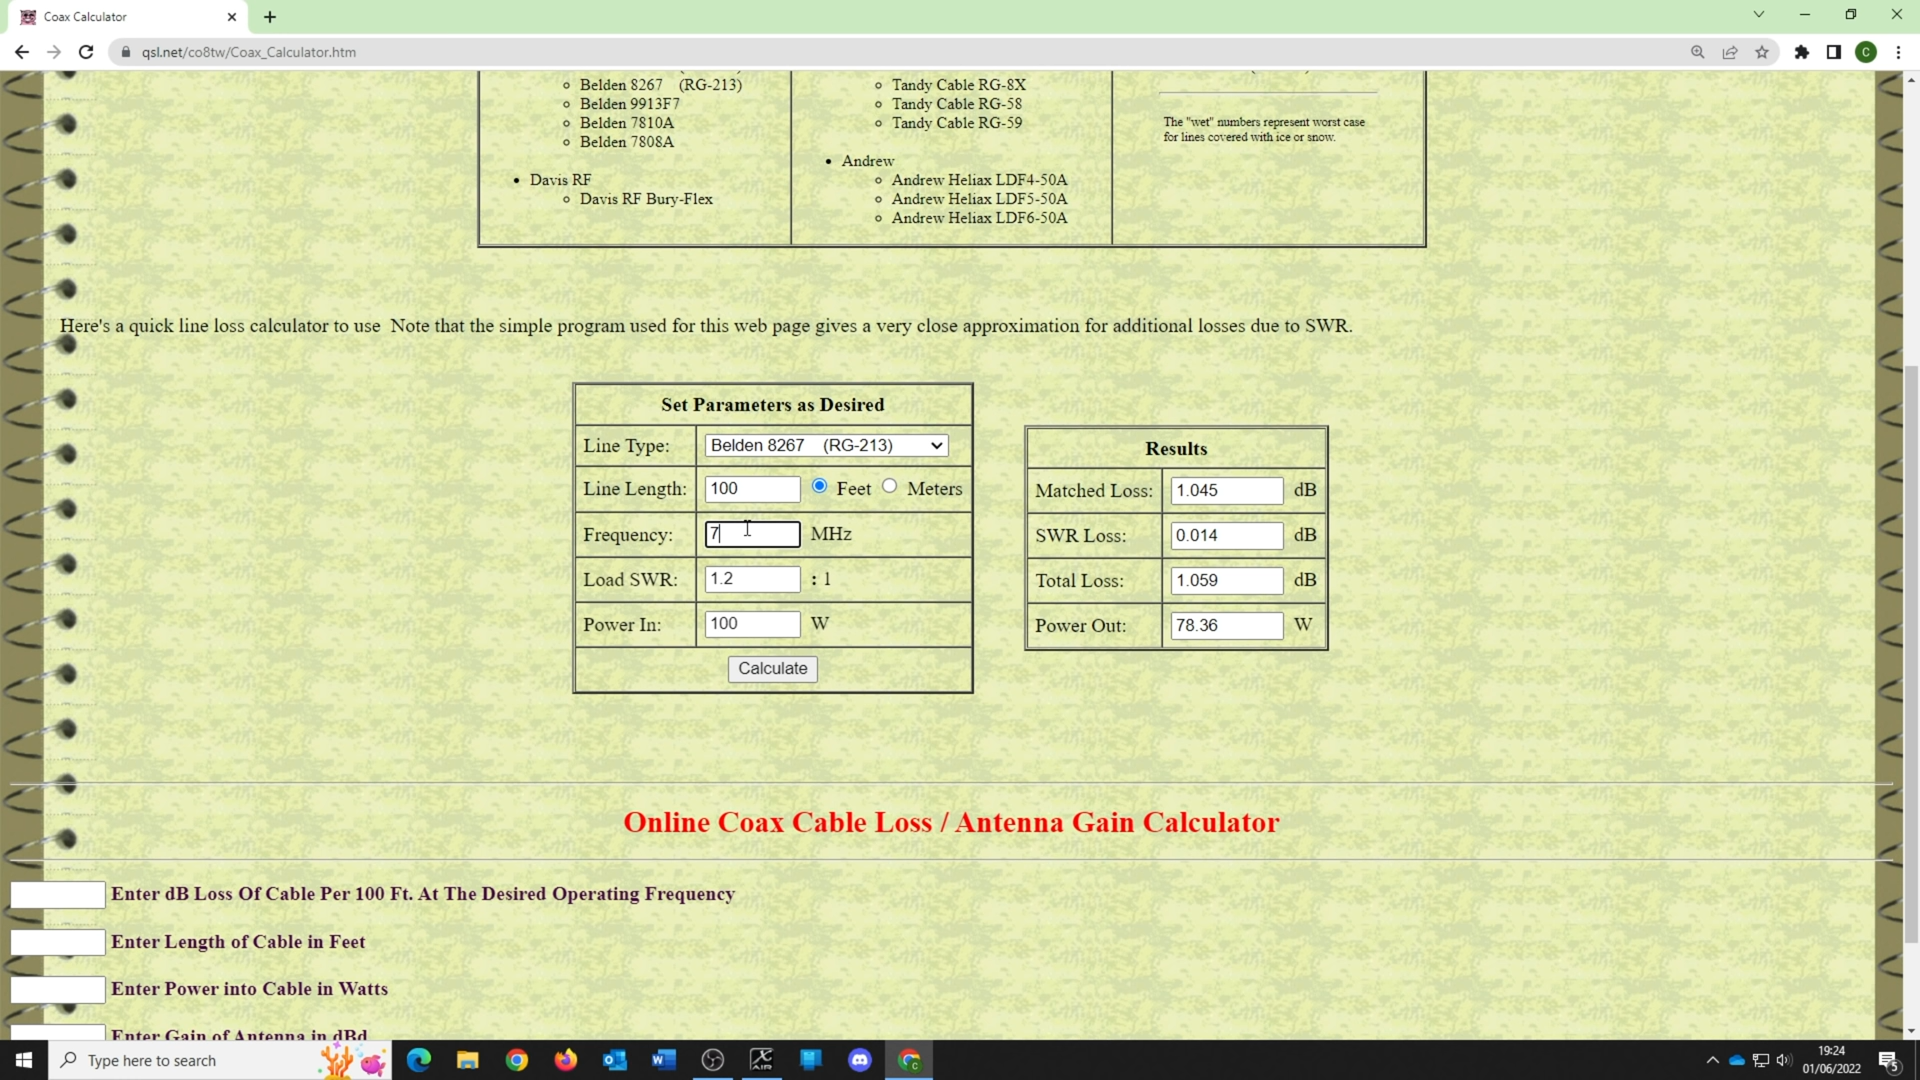 Coax Calculator
qsl.net/co8tw/Coax_Calculator.htm
C
Belden 8267 (RG-213)
Belden 9913F7
Belden 7810A
Belden 7808A
Davis RF
Davis RF Bury-Flex
Tandy Cable RG-8X
Tandy Cable RG-58
Tandy Cable RG-59
Andrew
Andrew Heliax LDF4-50A
Andrew Heliax LDF5-50A
Andrew Heliax LDF6-50A
The "wet" numbers represent worst case
for lines covered with ice or snow.
Here's a quick line loss calculator to use Note that the simple program used for this web page gives a very close approximation for additional losses due to SWR.
Set Parameters as Desired
Line Type: Belden 8267 (RG-213)
Line Length: 100 Feet Meters
Frequency: 7 MHz
Load SWR: 1.2 : 1
Power In: 100 W
Calculate
Results
Matched Loss: 1.045 dB
SWR Loss: 0.014 dB
Total Loss: 1.059 dB
Power Out: 78.36 W
Online Coax Cable Loss / Antenna Gain Calculator
Enter dB Loss Of Cable Per 100 Ft. At The Desired Operating Frequency
Enter Length of Cable in Feet
Enter Power into Cable in Watts
Enter Gain of Antenna in dBd
Type here to search
X AIR
19:24
01/06/2022
5